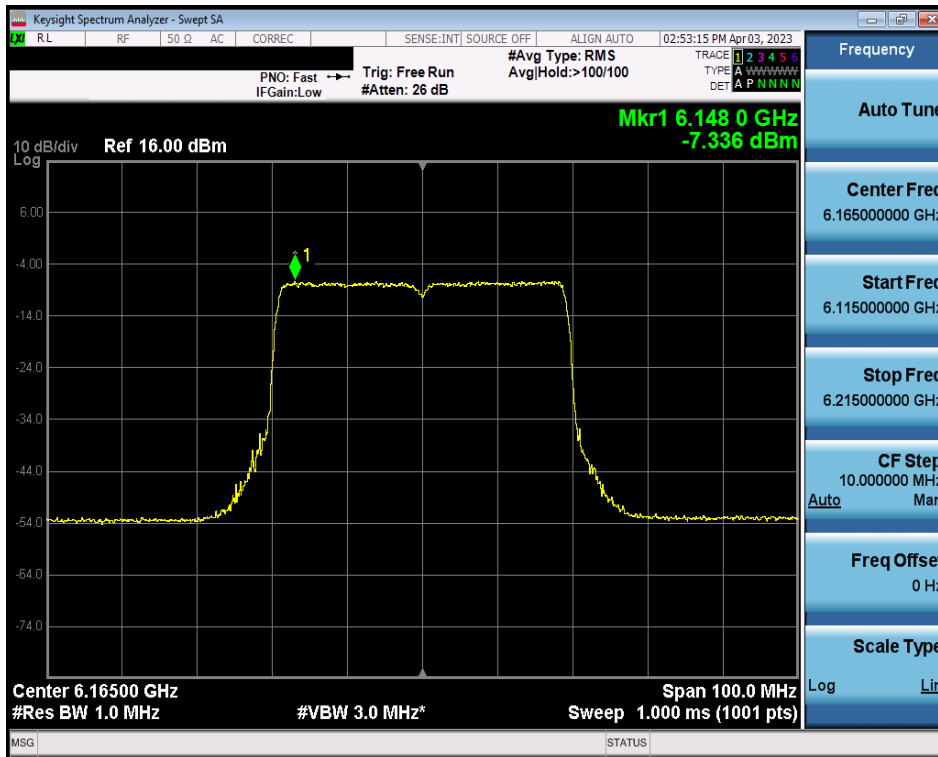 Keysight Spectrum Analyzer - Swept SA
LXI RL RF 50 Ω AC CORREC SENSE:INT SOURCE OFF ALIGN AUTO 02:53:15 PM Apr 03, 2023
PNO: Fast
IFGain:Low
Trig: Free Run
#Atten: 26 dB
#Avg Type: RMS
Avg|Hold:>100/100
TRACE 1 2 3 4 5 6
TYPE A WWWWW
DET A P N N N N
Mkr1 6.148 0 GHz
-7.336 dBm
10 dB/div Ref 16.00 dBm
Log
6.00
-4.00
-14.0
-24.0
-34.0
-44.0
-54.0
-64.0
-74.0
1
Center 6.16500 GHz
Span 100.0 MHz
#Res BW 1.0 MHz
#VBW 3.0 MHz*
Sweep 1.000 ms (1001 pts)
MSG
STATUS
Frequency
Auto Tune
Center Freq
6.165000000 GHz
Start Freq
6.115000000 GHz
Stop Freq
6.215000000 GHz
CF Step
10.000000 MHz
Auto Man
Freq Offset
0 Hz
Scale Type
Log Lin